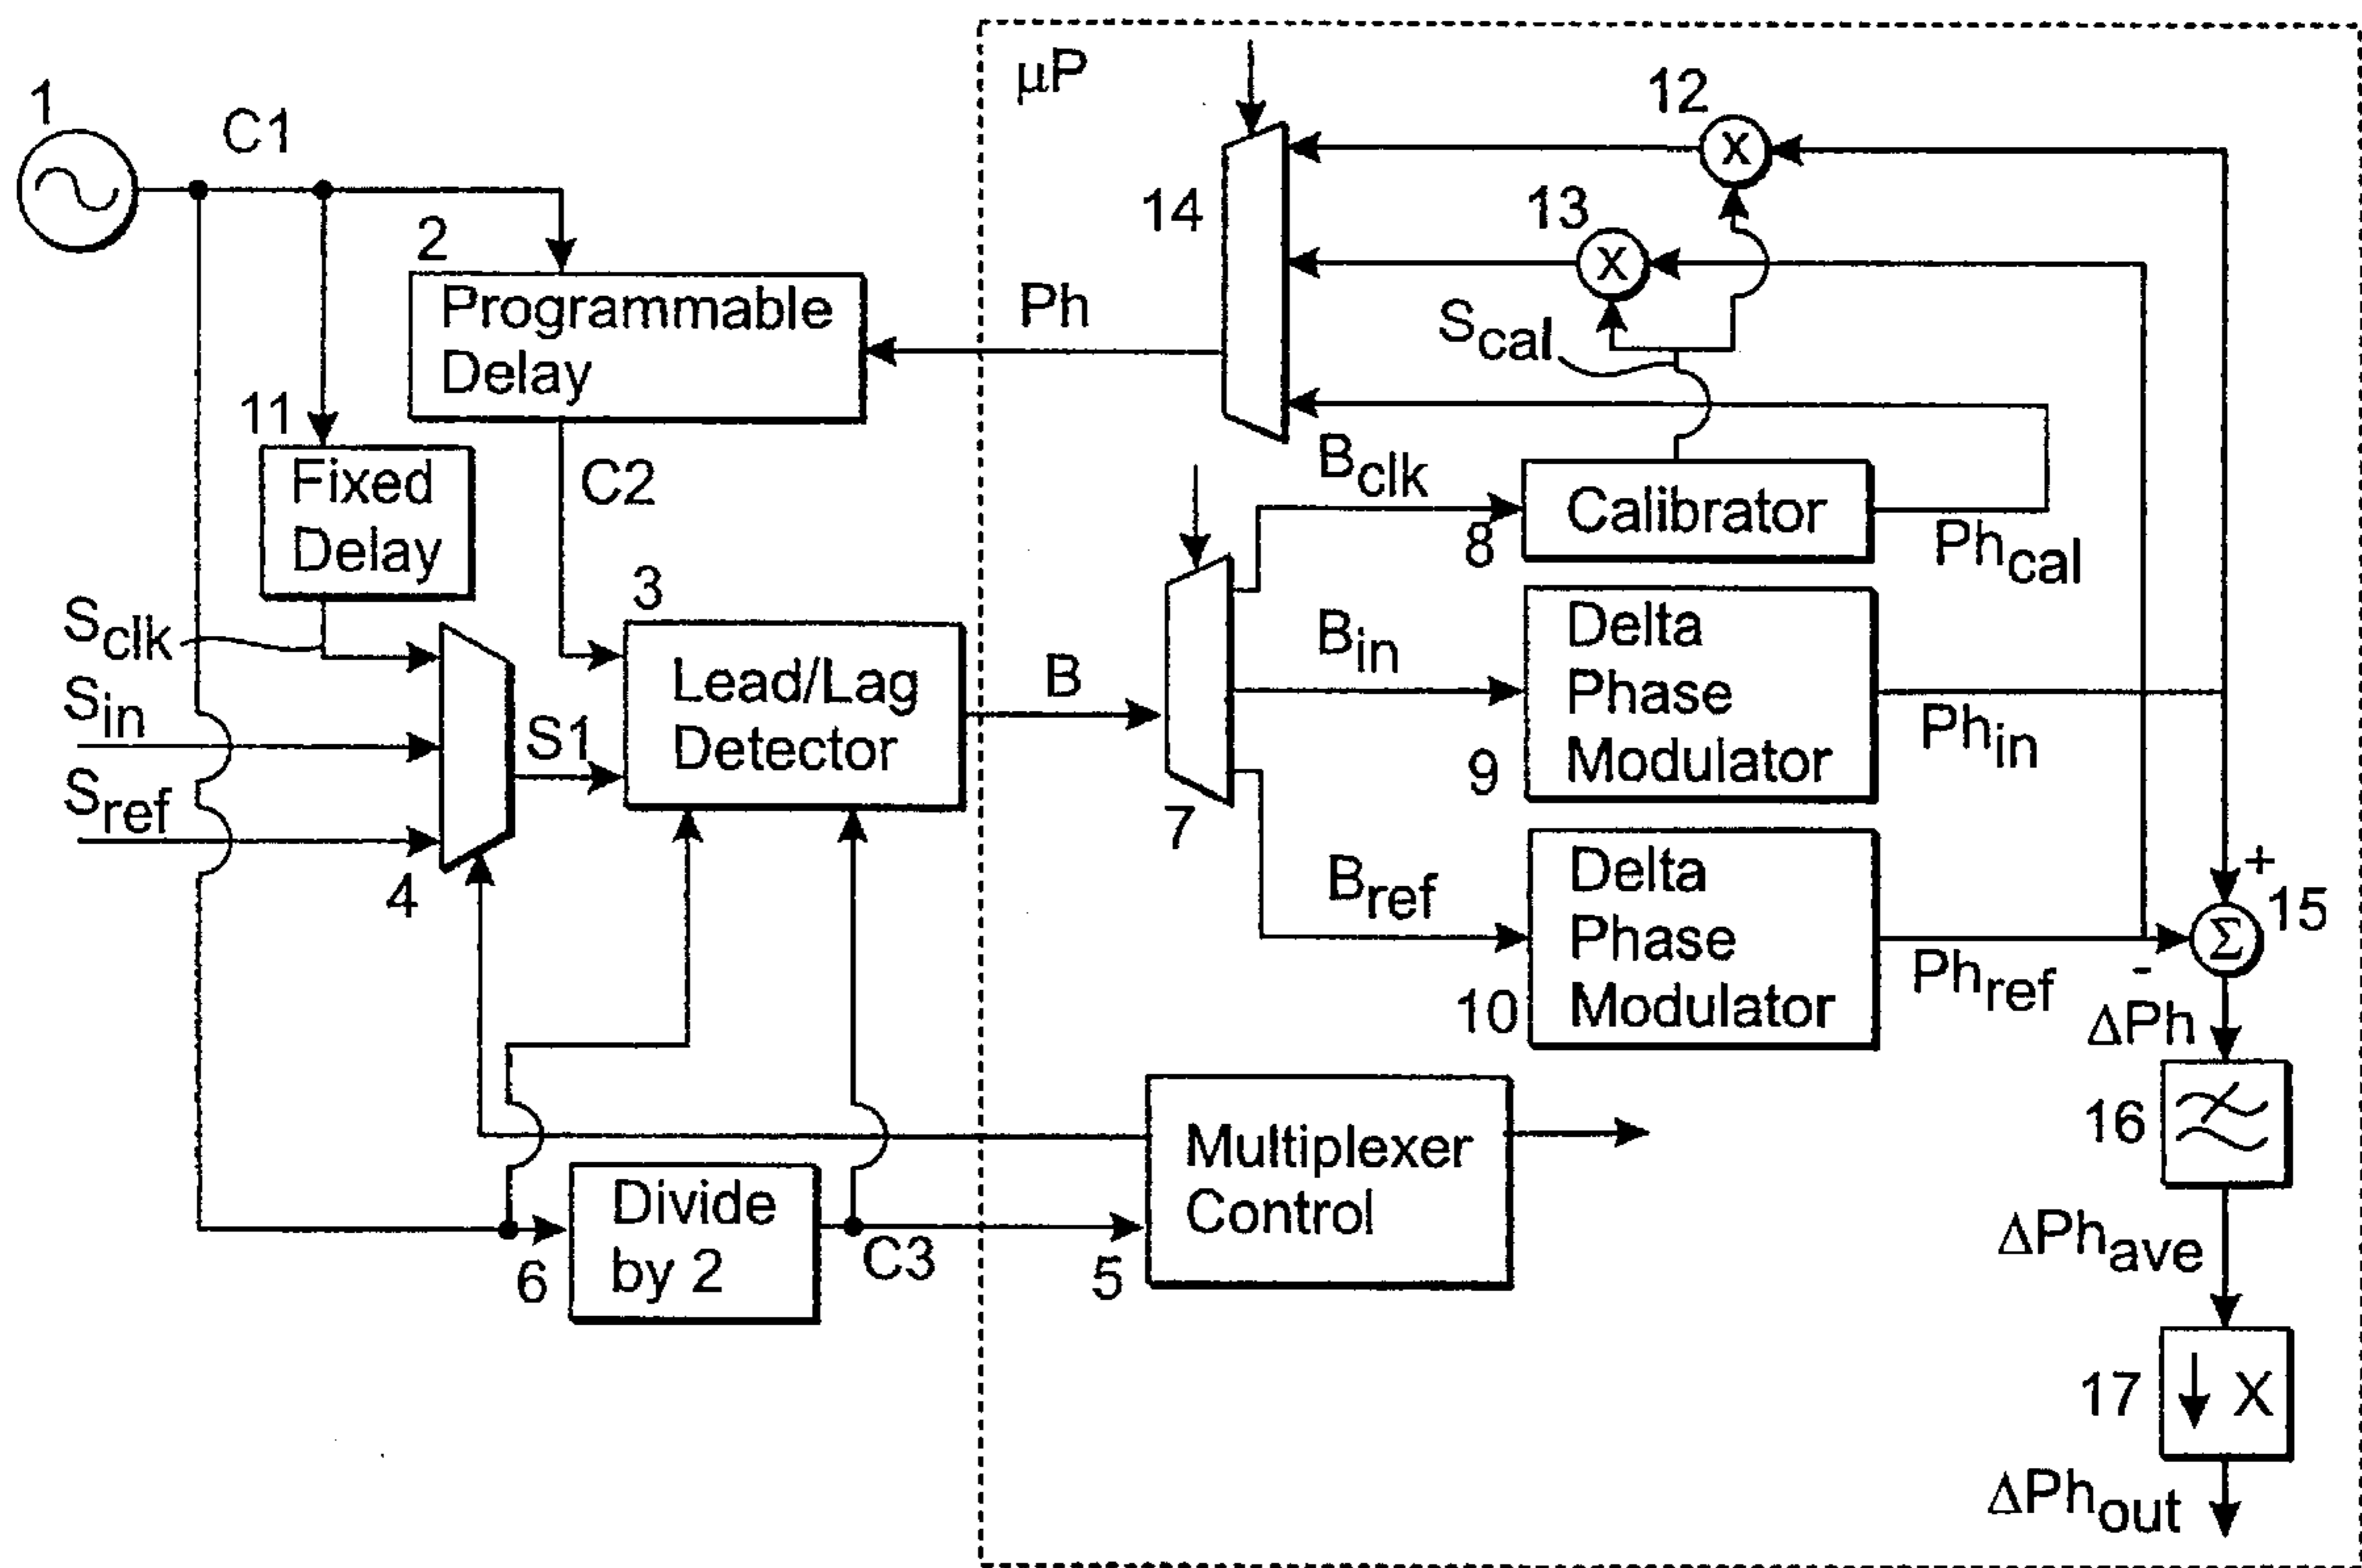 µP
1
C1
12
14
13
2
Programmable
Delay
Ph
Scal
11
Fixed
Delay
C2
Bclk
8
Calibrator
Phcal
Sclk
Sin
Sref
4
S1
3
Lead/Lag
Detector
B
7
Bin
9
Delta
Phase
Modulator
Phin
Bref
10
Delta
Phase
Modulator
Phref
+
-
Σ
15
ΔPh
16
ΔPhave
17
↓ X
ΔPhout
6
Divide
by 2
C3
5
Multiplexer
Control
X
X